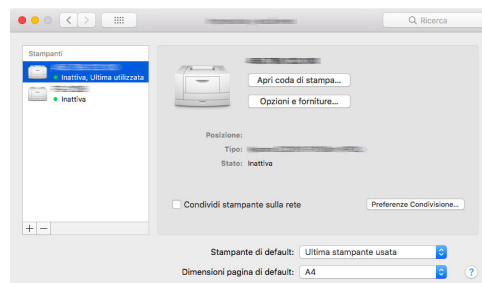 Ricerca
Stampanti
Inattiva, Ultima utilizzata
Inattiva
Apri coda di stampa...
Opzioni e forniture...
Posizione:
Tipo:
Stato: Inattiva
Condividi stampante sulla rete
Preferenze Condivisione...
+ −
Stampante di default: Ultima stampante usata
Dimensioni pagina di default: A4
?